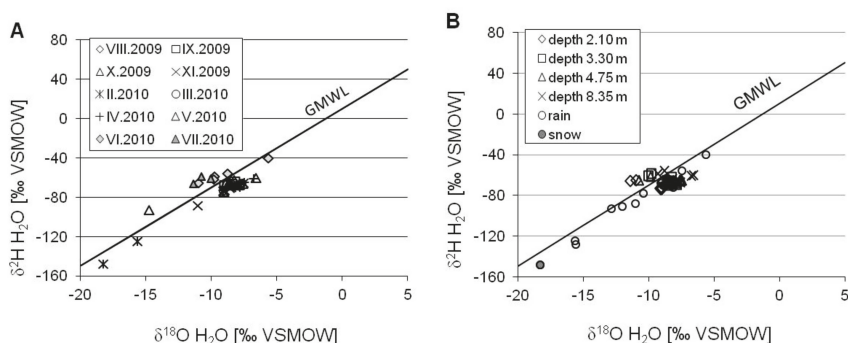 A
80
40
0
-40
-80
-120
-160
δ²H H₂O [‰ VSMOW]
VIII.2009 IX.2009
X.2009 XI.2009
II.2010 III.2010
IV.2010 V.2010
VI.2010 VII.2010
GMWL
-20 -15 -10 -5 0 5
δ¹⁸O H₂O [‰ VSMOW]
B
80
40
0
-40
-80
-120
-160
δ²H H₂O [‰ VSMOW]
depth 2.10 m
depth 3.30 m
depth 4.75 m
depth 8.35 m
rain
snow
GMWL
-20 -15 -10 -5 0 5
δ¹⁸O H₂O [‰ VSMOW]